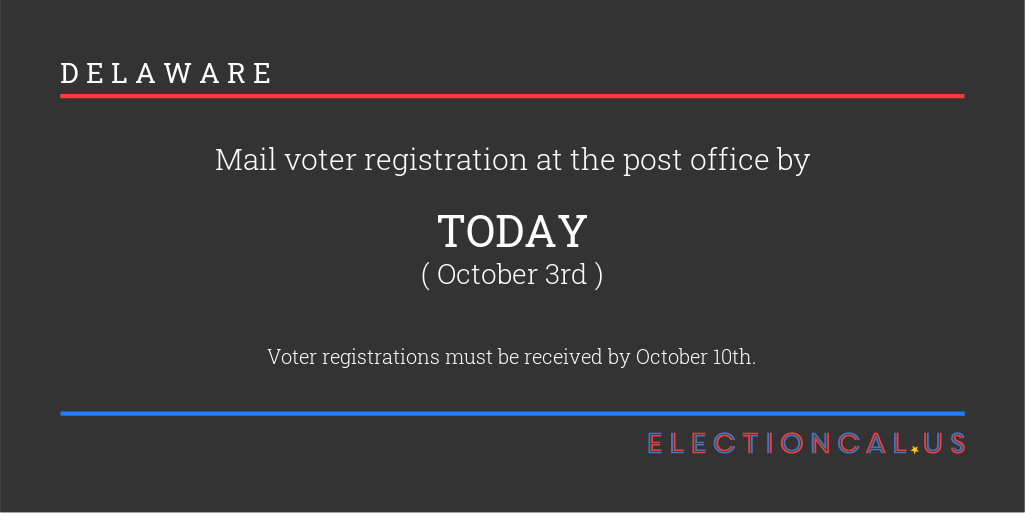 DELAWARE
Mail voter registration at the post office by
TODAY
( October 3rd )
Voter registrations must be received by October 10th.
ELECTIONCAL.US